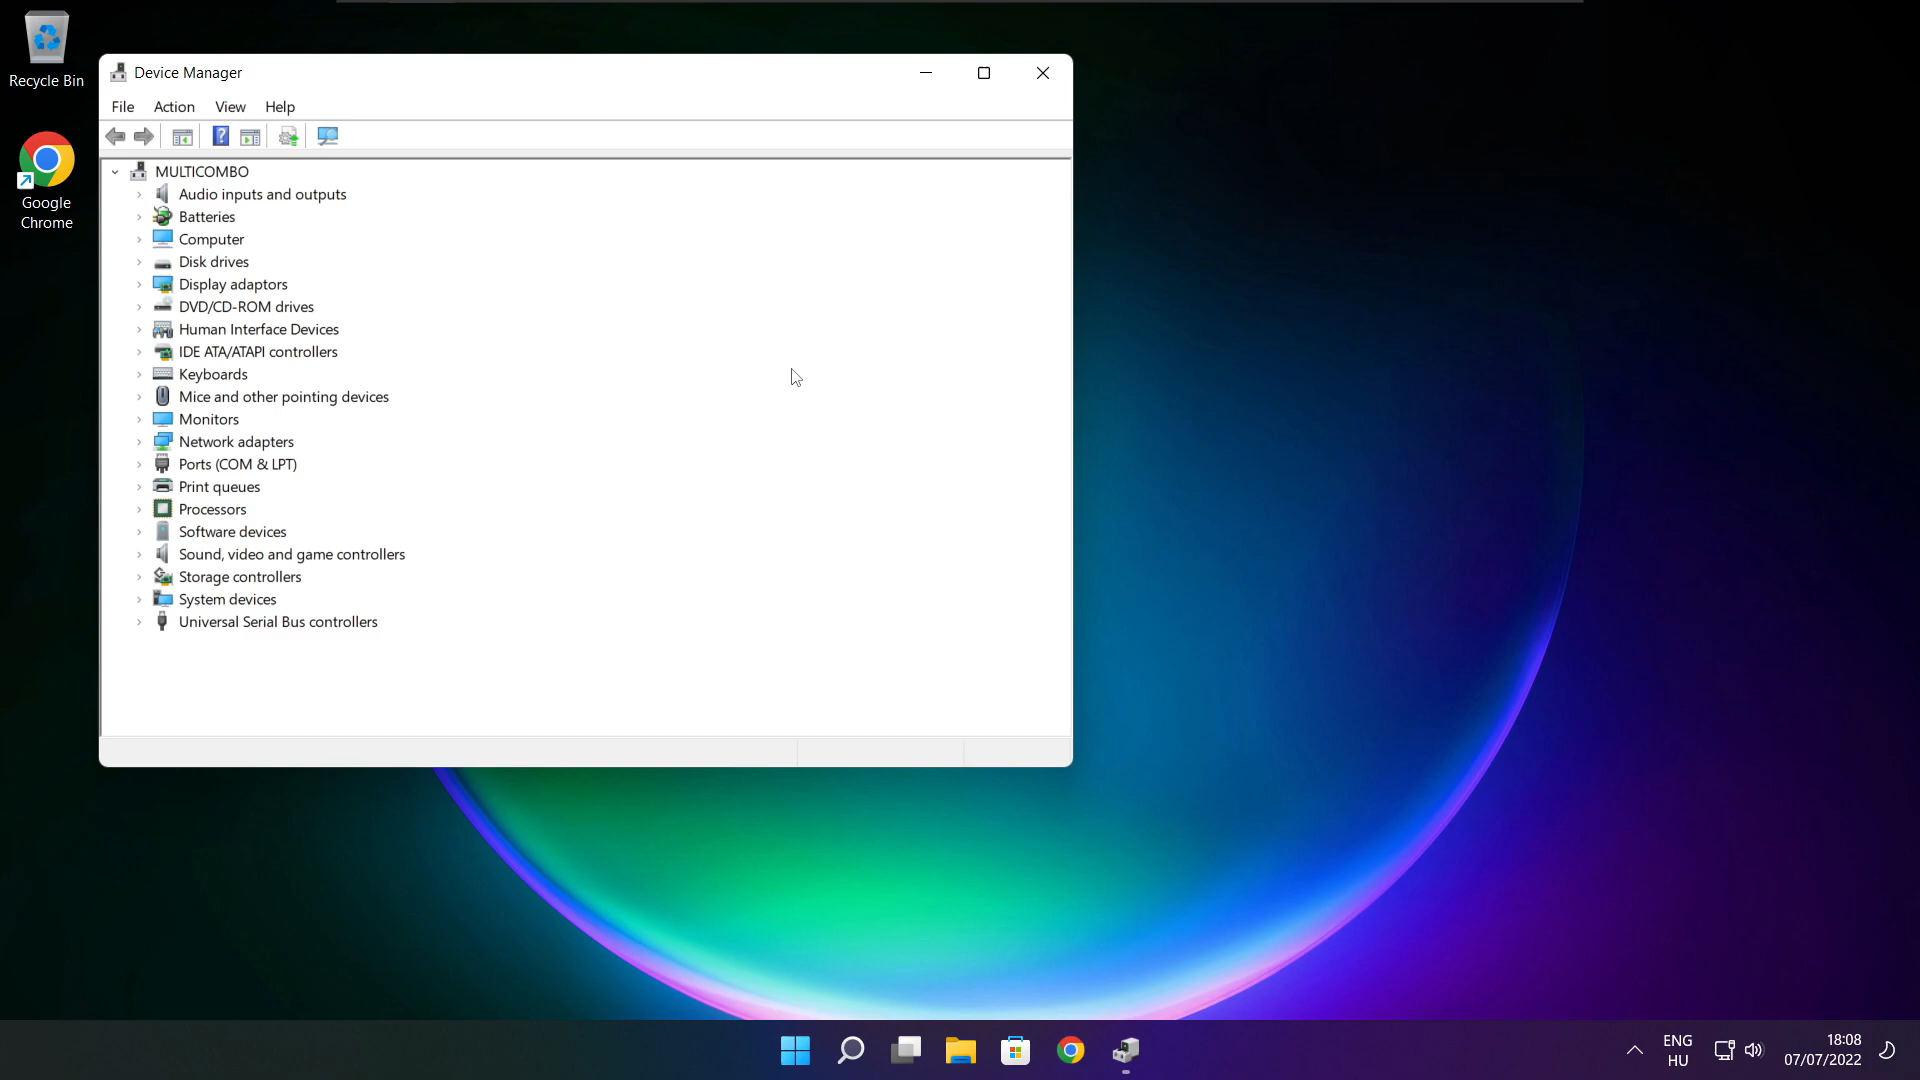 Recycle Bin
Google
Chrome
Device Manager
File Action View Help
MULTICOMBO
Audio inputs and outputs
Batteries
Computer
Disk drives
Display adaptors
DVD/CD-ROM drives
Human Interface Devices
IDE ATA/ATAPI controllers
Keyboards
Mice and other pointing devices
Monitors
Network adapters
Ports (COM & LPT)
Print queues
Processors
Software devices
Sound, video and game controllers
Storage controllers
System devices
Universal Serial Bus controllers
ENG
HU
18:08
07/07/2022